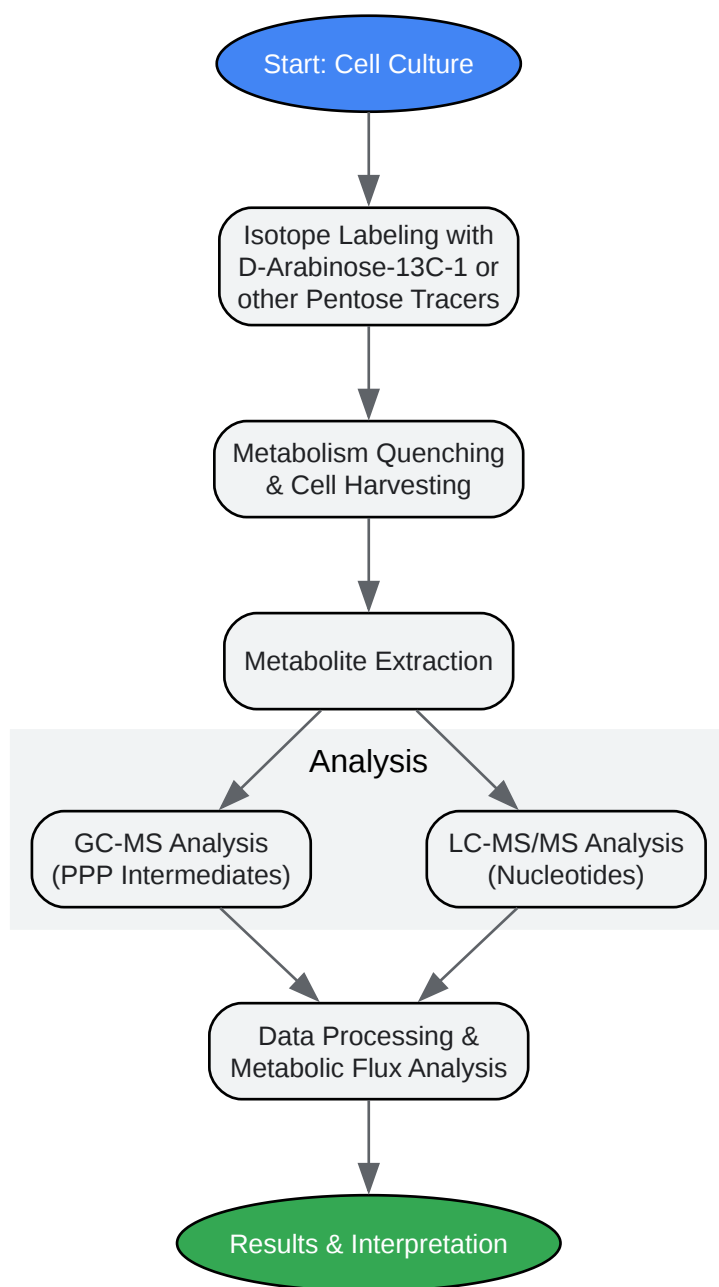 Start: Cell Culture
Isotope Labeling with
D-Arabinose-13C-1 or
other Pentose Tracers
Metabolism Quenching
& Cell Harvesting
Metabolite Extraction
Analysis
GC-MS Analysis
(PPP Intermediates)
LC-MS/MS Analysis
(Nucleotides)
Data Processing &
Metabolic Flux Analysis
Results & Interpretation